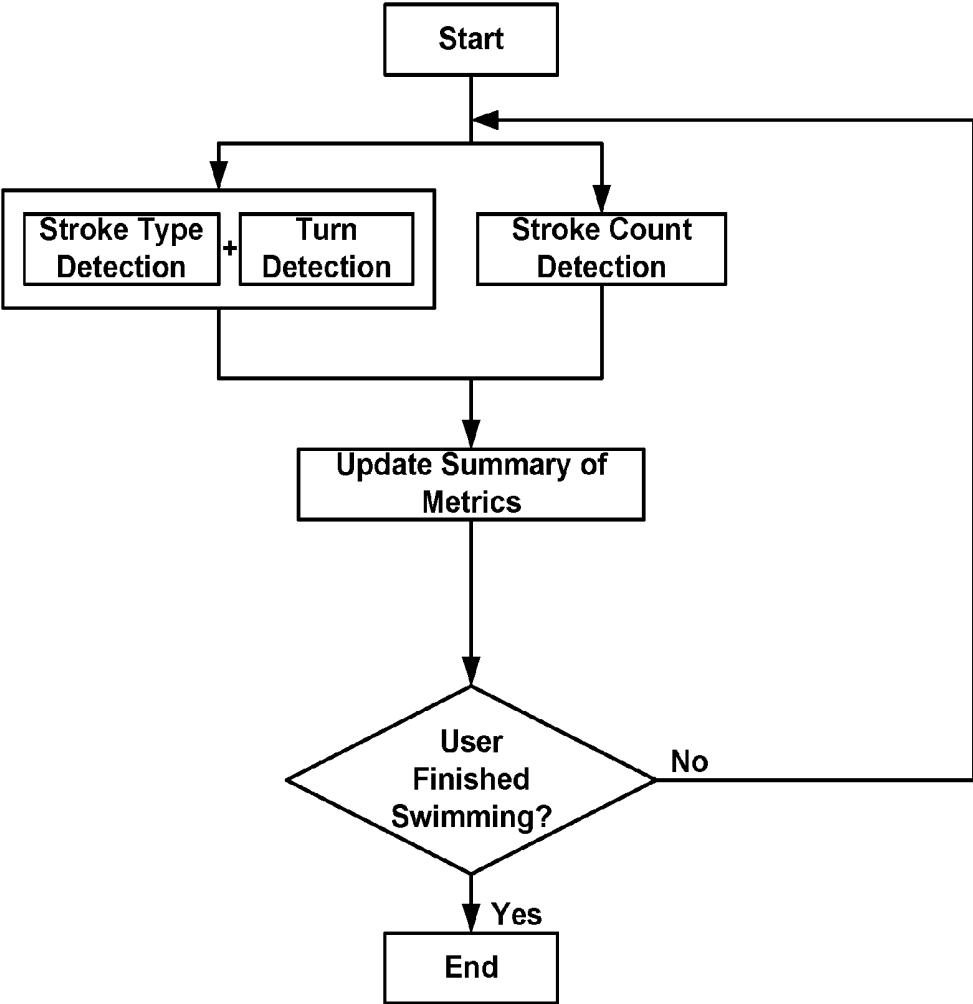 Start
Stroke Type
Detection
+
Turn
Detection
Stroke Count
Detection
Update Summary of
Metrics
User
Finished
Swimming?
No
Yes
End